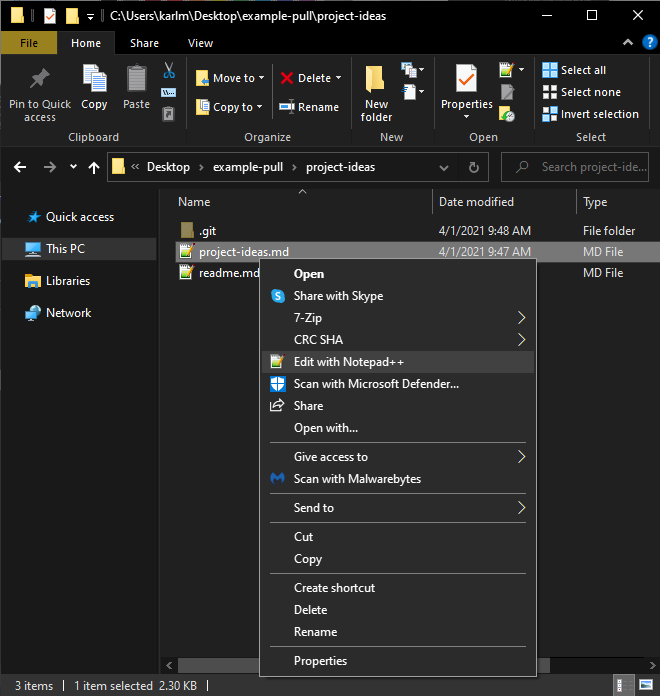 C:\Users\karlm\Desktop\example-pull\project-ideas
File Home Share View
Pin to Quick access
Copy
Paste
Clipboard
Move to
Copy to
Delete
Rename
Organize
New folder
New
Properties
Open
Select all
Select none
Invert selection
Select
« Desktop > example-pull > project-ideas
Search project-ide...
Quick access
This PC
Libraries
Network
Name Date modified Type
.git 4/1/2021 9:48 AM File folder
project-ideas.md 4/1/2021 9:47 AM MD File
readme.md MD File
Open
Share with Skype
7-Zip
CRC SHA
Edit with Notepad++
Scan with Microsoft Defender...
Share
Open with...
Give access to
Scan with Malwarebytes
Send to
Cut
Copy
Create shortcut
Delete
Rename
Properties
3 items 1 item selected 2.30 KB